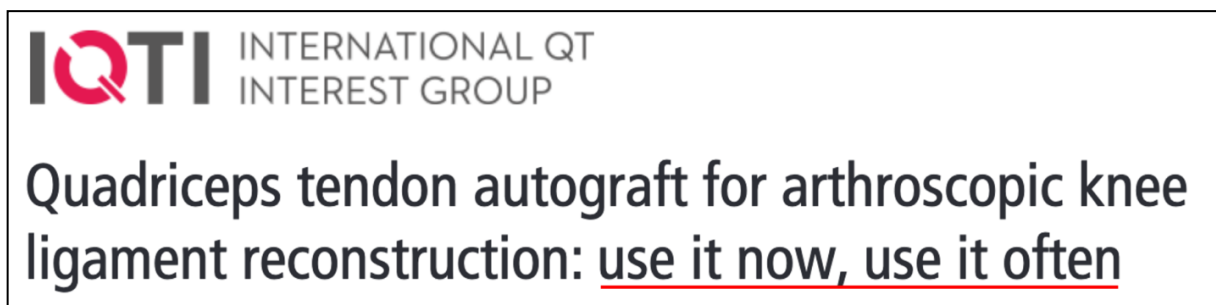 IQTI
INTERNATIONAL QT
INTEREST GROUP
Quadriceps tendon autograft for arthroscopic knee
ligament reconstruction: use it now, use it often